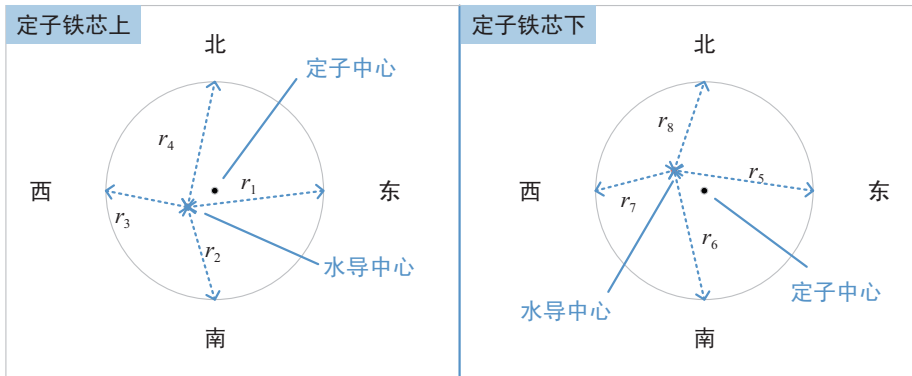 定子铁芯上
北
定子中心
r4
r1
西
东
r3
r2
水导中心
南
定子铁芯下
北
r8
西
r5
东
r7
r6
水导中心
定子中心
南